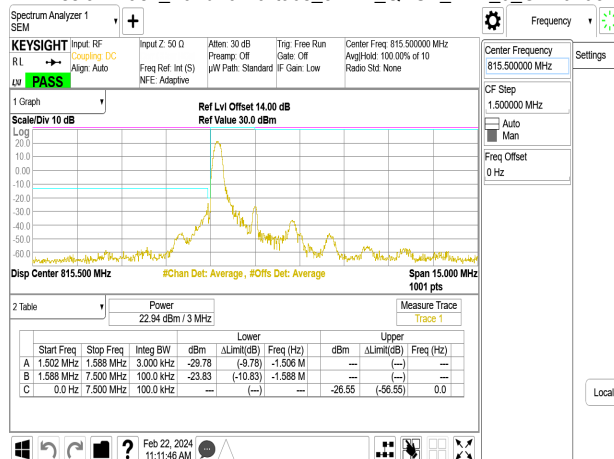 Spectrum Analyzer 1
SEM
Frequency
Settings
KEYSIGHT
RL
LXI
PASS
Input: RF
Coupling: DC
Align: Auto
Input Z: 50 Ω
Freq Ref: Int (S)
NFE: Adaptive
Atten: 30 dB
Preamp: Off
µW Path: Standard
Trig: Free Run
Gate: Off
IF Gain: Low
Center Freq: 815.500000 MHz
Avg|Hold: 100.00% of 10
Radio Std: None
Center Frequency
815.500000 MHz
CF Step
1.500000 MHz
Auto
Man
Freq Offset
0 Hz
1 Graph
Scale/Div 10 dB
Ref Lvl Offset 14.00 dB
Ref Value 30.0 dBm
Log
20.0
10.0
0.00
-10.0
-20.0
-30.0
-40.0
-50.0
-60.0
Disp Center 815.500 MHz
#Chan Det: Average, #Offs Det: Average
Span 15.000 MHz
1001 pts
2 Table
Power
22.94 dBm / 3 MHz
Measure Trace
Trace 1
Lower Upper
Start Freq Stop Freq Integ BW dBm ΔLimit(dB) Freq (Hz) dBm ΔLimit(dB) Freq (Hz)
A 1.502 MHz 1.588 MHz 3.000 kHz -29.78 (-9.78) -1.506 M --- (---) ---
B 1.588 MHz 7.500 MHz 100.0 kHz -23.83 (-10.83) -1.588 M --- (---) ---
C 0.0 Hz 7.500 MHz 100.0 kHz --- (---) --- -26.55 (-56.55) 0.0
Local
Feb 22, 2024
11:11:46 AM